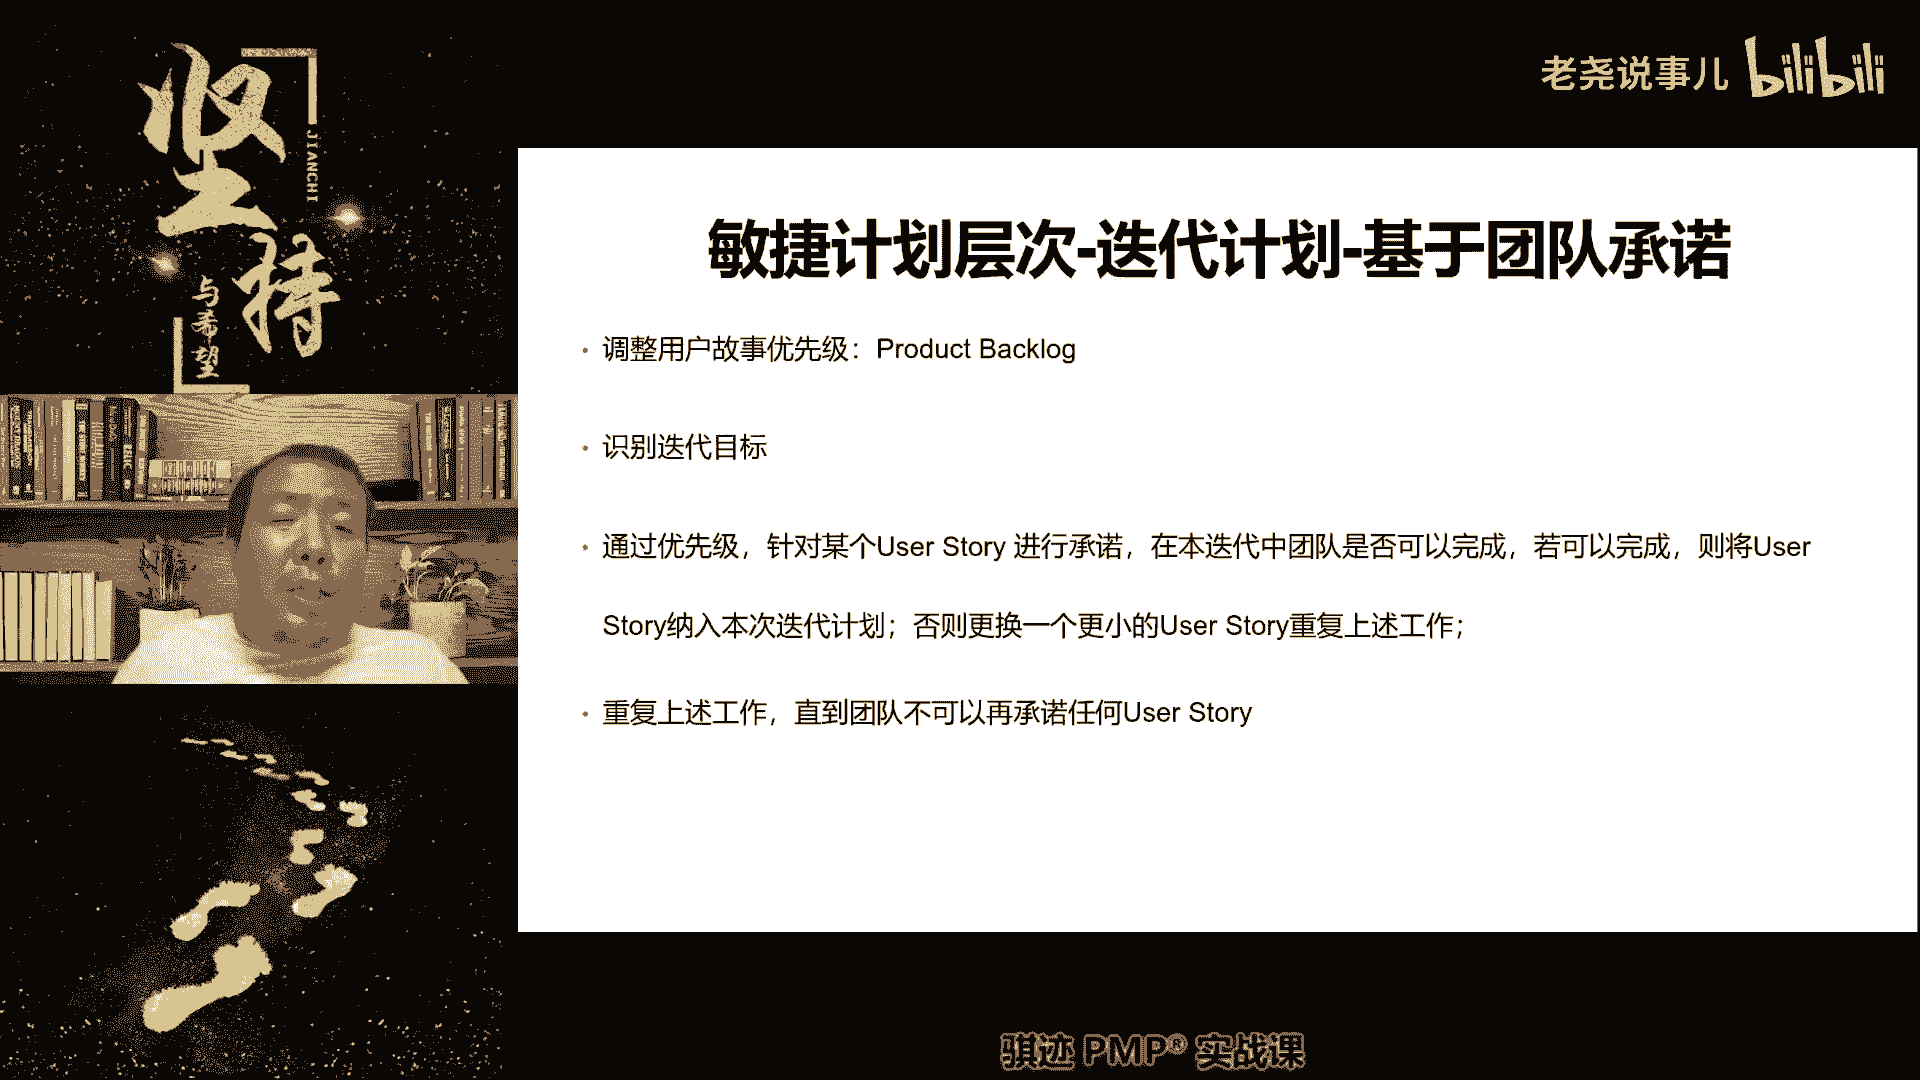 坚持
JIANCHI
与希望
老尧说事儿 bilibili
敏捷计划层次-迭代计划-基于团队承诺
· 调整用户故事优先级：Product Backlog
· 识别迭代目标
· 通过优先级，针对某个User Story 进行承诺，在本迭代中团队是否可以完成，若可以完成，则将User
Story纳入本次迭代计划；否则更换一个更小的User Story重复上述工作；
· 重复上述工作，直到团队不可以再承诺任何User Story
骐迹 PMP® 实战课